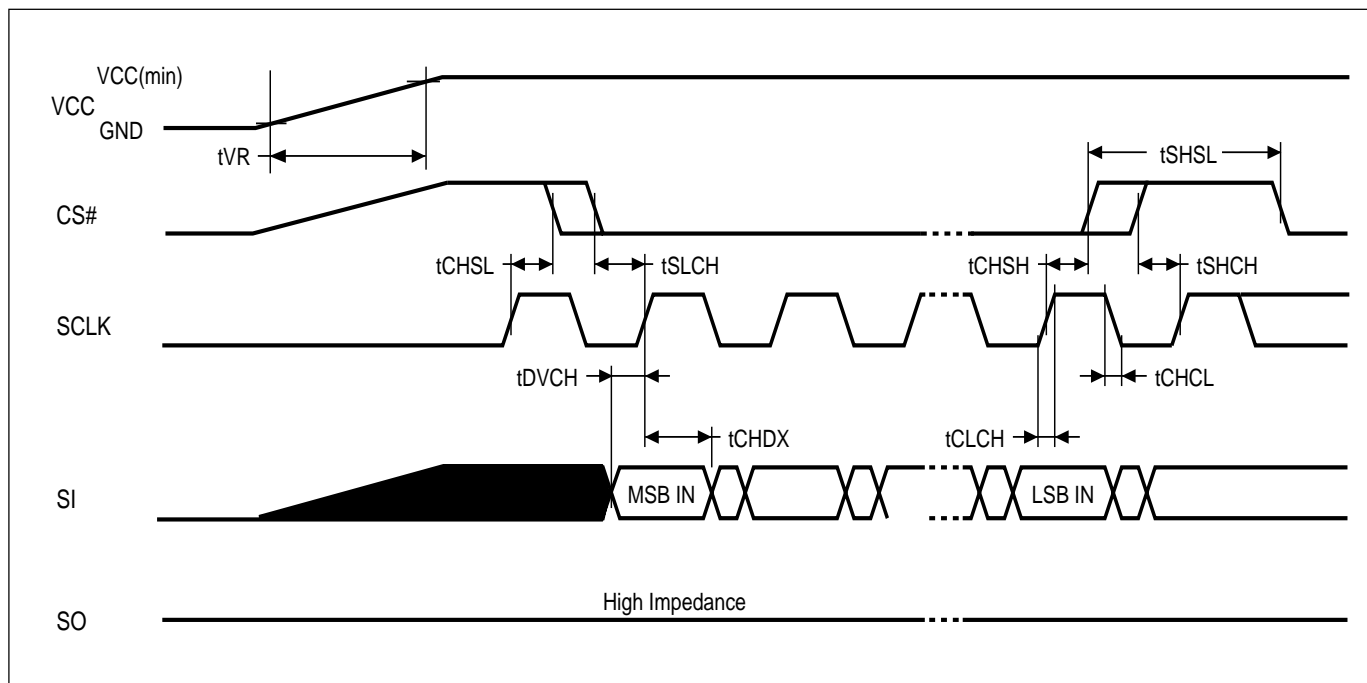 VCC(min)
VCC
GND
tVR
tSHSL
CS#
tCHSL
tSLCH
tCHSH
tSHCH
SCLK
tDVCH
tCHCL
tCHDX
tCLCH
SI
MSB IN
LSB IN
High Impedance
SO